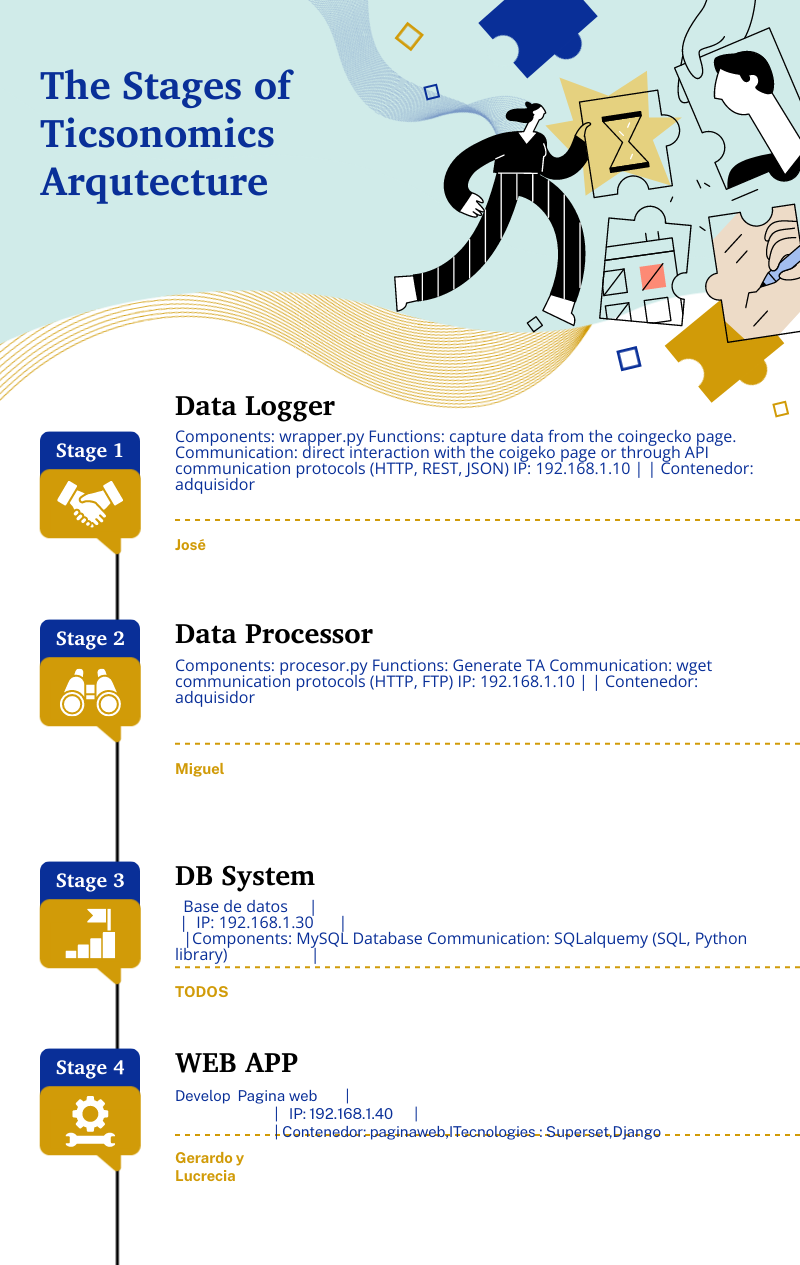 The Stages of
Ticsonomics
Arqutecture
Data Logger
Stage 1
Components: wrapper.py Functions: capture data from the coingecko page.
Communication: direct interaction with the coigeko page or through API
communication protocols (HTTP, REST, JSON) IP: 192.168.1.10 | | Contenedor:
adquisidor
José
Stage 2
Data Processor
Components: procesor.py Functions: Generate TA Communication: wget
communication protocols (HTTP, FTP) IP: 192.168.1.10 | | Contenedor:
adquisidor
Miguel
Stage 3
DB System
Base de datos |
| IP: 192.168.1.30 |
|Components: MySQL Database Communication: SQLalquemy (SQL, Python
library) |
TODOS
Stage 4
WEB APP
Develop Pagina web |
| IP: 192.168.1.40 |
| Contenedor: paginaweb,lTecnologies : Superset,Django
Gerardo y
Lucrecia